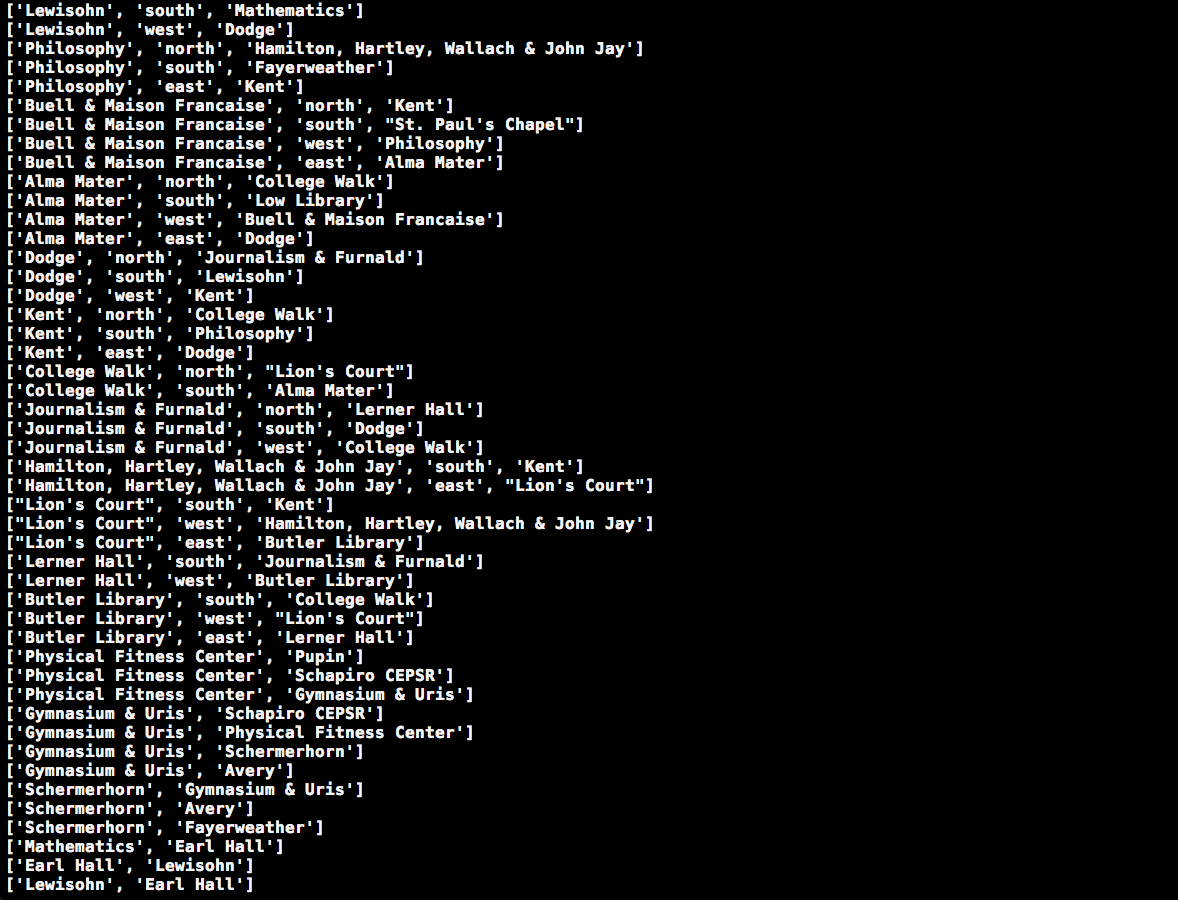 ['Lewisohn', 'south', 'Mathematics']
['Lewisohn', 'west', 'Dodge']
['Philosophy', 'north', 'Hamilton, Hartley, Wallach & John Jay']
['Philosophy', 'south', 'Fayerweather']
['Philosophy', 'east', 'Kent']
['Buell & Maison Francaise', 'north', 'Kent']
['Buell & Maison Francaise', 'south', "St. Paul's Chapel"]
['Buell & Maison Francaise', 'west', 'Philosophy']
['Buell & Maison Francaise', 'east', 'Alma Mater']
['Alma Mater', 'north', 'College Walk']
['Alma Mater', 'south', 'Low Library']
['Alma Mater', 'west', 'Buell & Maison Francaise']
['Alma Mater', 'east', 'Dodge']
['Dodge', 'north', 'Journalism & Furnald']
['Dodge', 'south', 'Lewisohn']
['Dodge', 'west', 'Kent']
['Kent', 'north', 'College Walk']
['Kent', 'south', 'Philosophy']
['Kent', 'east', 'Dodge']
['College Walk', 'north', "Lion's Court"]
['College Walk', 'south', 'Alma Mater']
['Journalism & Furnald', 'north', 'Lerner Hall']
['Journalism & Furnald', 'south', 'Dodge']
['Journalism & Furnald', 'west', 'College Walk']
['Hamilton, Hartley, Wallach & John Jay', 'south', 'Kent']
['Hamilton, Hartley, Wallach & John Jay', 'east', "Lion's Court"]
["Lion's Court", 'south', 'Kent']
["Lion's Court", 'west', 'Hamilton, Hartley, Wallach & John Jay']
["Lion's Court", 'east', 'Butler Library']
['Lerner Hall', 'south', 'Journalism & Furnald']
['Lerner Hall', 'west', 'Butler Library']
['Butler Library', 'south', 'College Walk']
['Butler Library', 'west', "Lion's Court"]
['Butler Library', 'east', 'Lerner Hall']
['Physical Fitness Center', 'Pupin']
['Physical Fitness Center', 'Schapiro CEPSR']
['Physical Fitness Center', 'Gymnasium & Uris']
['Gymnasium & Uris', 'Schapiro CEPSR']
['Gymnasium & Uris', 'Physical Fitness Center']
['Gymnasium & Uris', 'Schermerhorn']
['Gymnasium & Uris', 'Avery']
['Schermerhorn', 'Gymnasium & Uris']
['Schermerhorn', 'Avery']
['Schermerhorn', 'Fayerweather']
['Mathematics', 'Earl Hall']
['Earl Hall', 'Lewisohn']
['Lewisohn', 'Earl Hall']